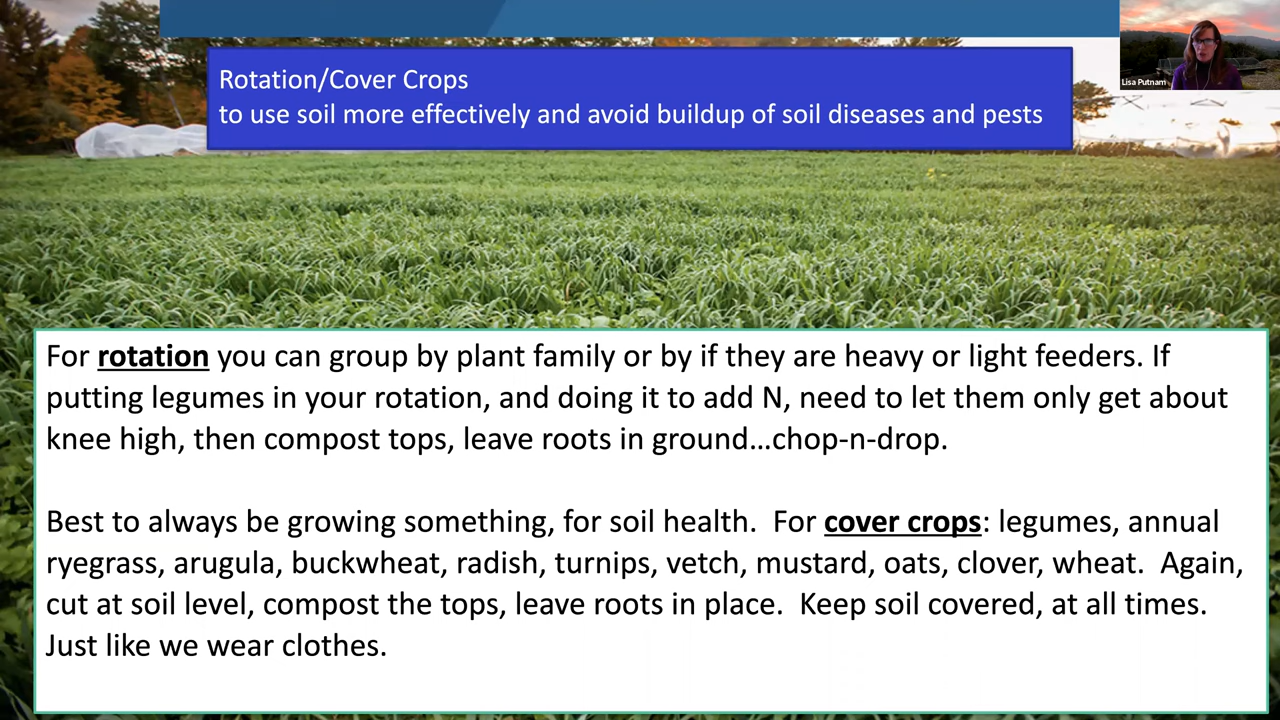 Lisa Putnam
Rotation/Cover Crops
to use soil more effectively and avoid buildup of soil diseases and pests
For rotation you can group by plant family or by if they are heavy or light feeders. If
putting legumes in your rotation, and doing it to add N, need to let them only get about
knee high, then compost tops, leave roots in ground...chop-n-drop.
Best to always be growing something, for soil health.  For cover crops: legumes, annual
ryegrass, arugula, buckwheat, radish, turnips, vetch, mustard, oats, clover, wheat.  Again,
cut at soil level, compost the tops, leave roots in place.  Keep soil covered, at all times.
Just like we wear clothes.